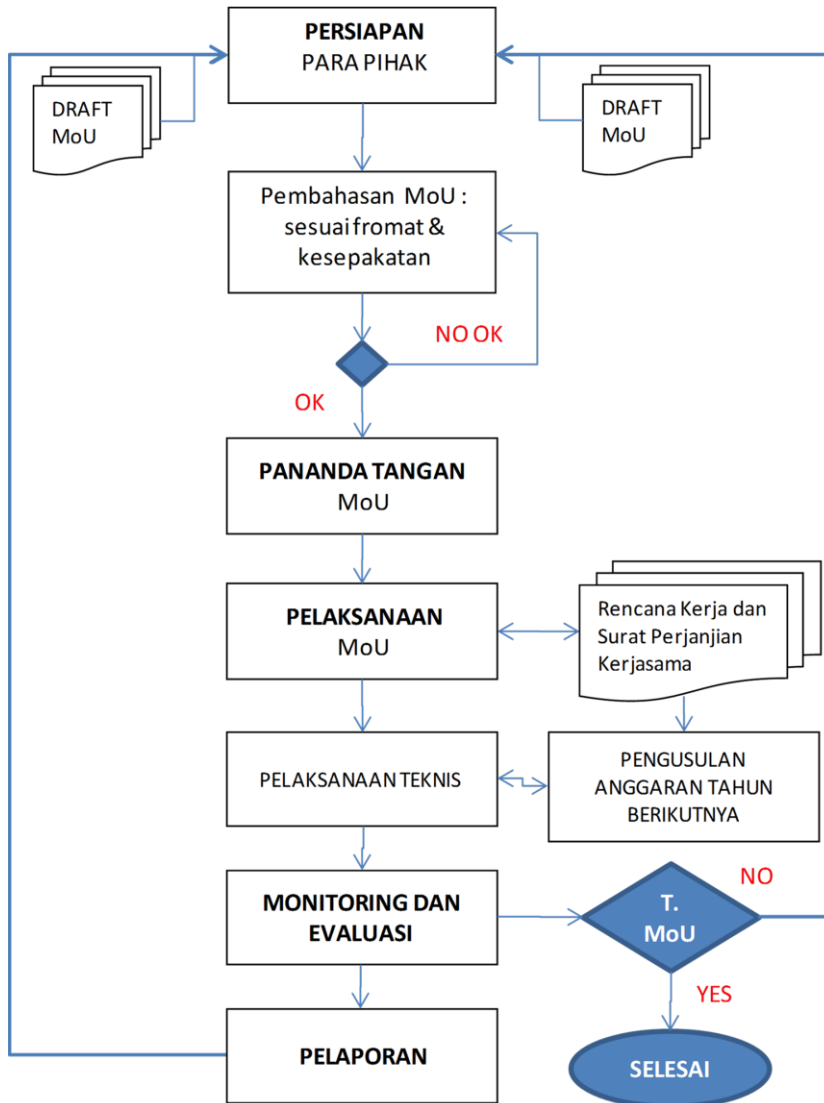 PERSIAPAN
PARA PIHAK
DRAFT
MoU
DRAFT
MoU
Pembahasan MoU :
sesuai fromat &
kesepakatan
NO OK
OK
PANANDA TANGAN
MoU
PELAKSANAAN
MoU
Rencana Kerja dan
Surat Perjanjian
Kerjasama
PELAKSANAAN TEKNIS
PENGUSULAN
ANGGARAN TAHUN
BERIKUTNYA
MONITORING DAN
EVALUASI
T.
MoU
NO
YES
PELAPORAN
SELESAI